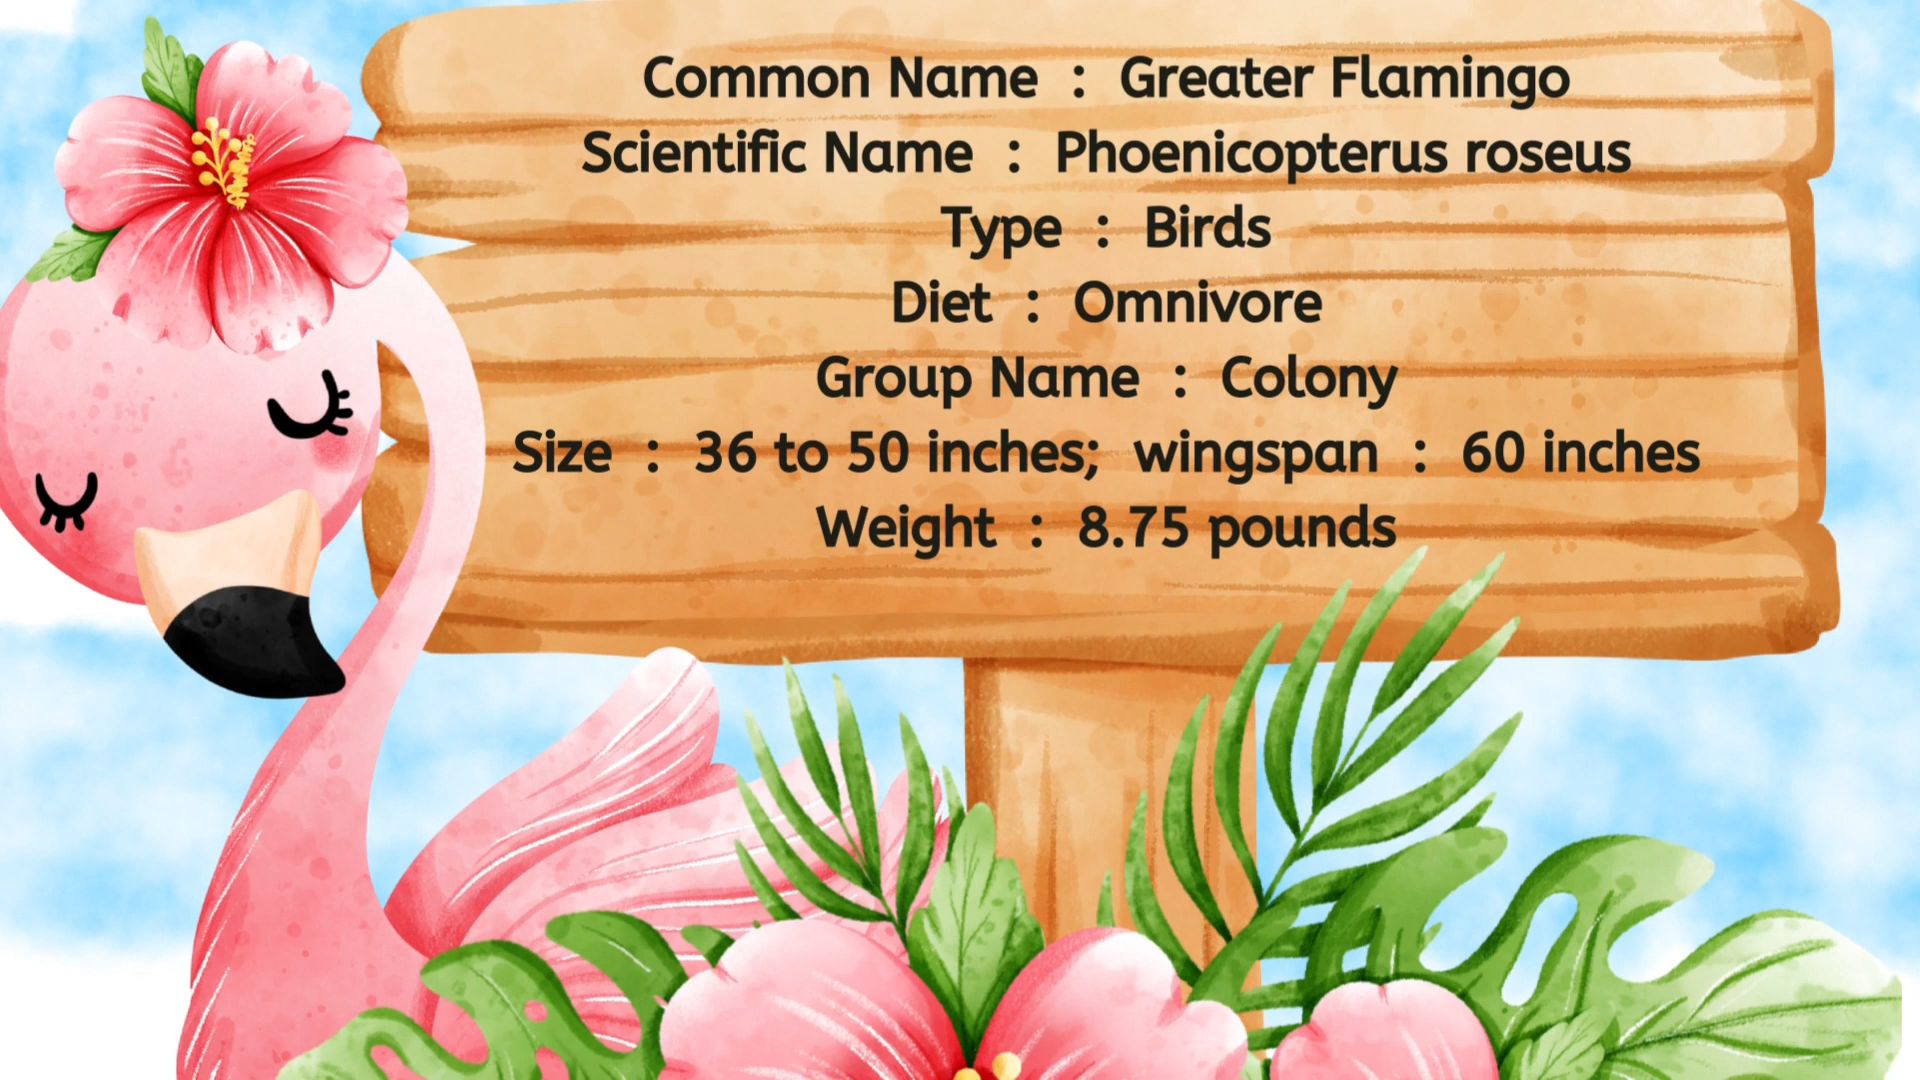 Common Name : Greater Flamingo
Scientific Name : Phoenicopterus roseus
Type : Birds
Diet : Omnivore
Group Name : Colony
Size : 36 to 50 inches; wingspan : 60 inches
Weight : 8.75 pounds